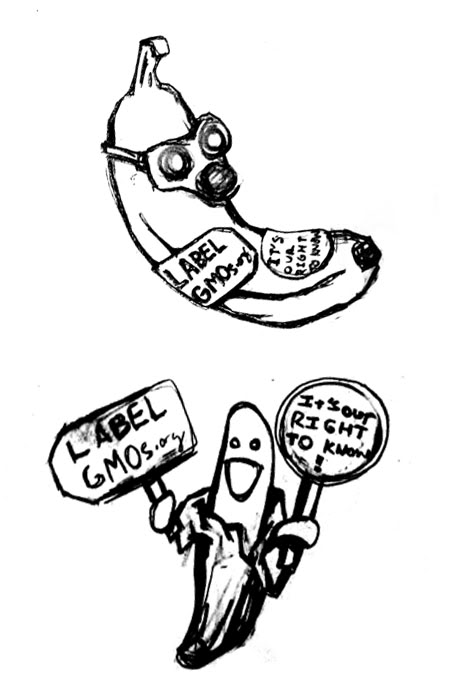 LABEL
GMOs.org
IT'S
OUR
RIGHT
TO KNOW
LABEL
GMOs.org
It's our
RIGHT
TO KNOW
!